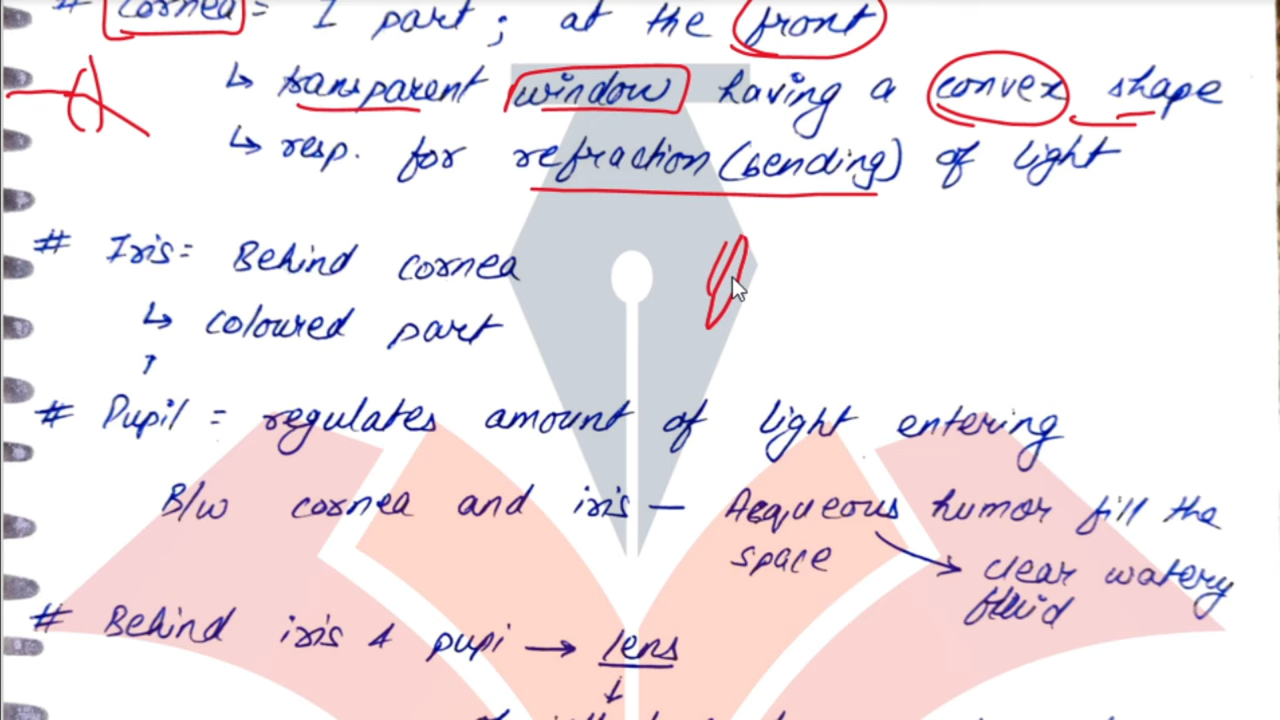 # Cornea = I part ; at the front
↳ transparent window having a convex shape
↳ resp. for refraction (bending) of light
# Iris = Behind cornea
↳ coloured part
# Pupil = regulates amount of light entering
B/w cornea and iris — Aequeous humor fill the
space → clear watery
fluid
# Behind iris & pupi → lens